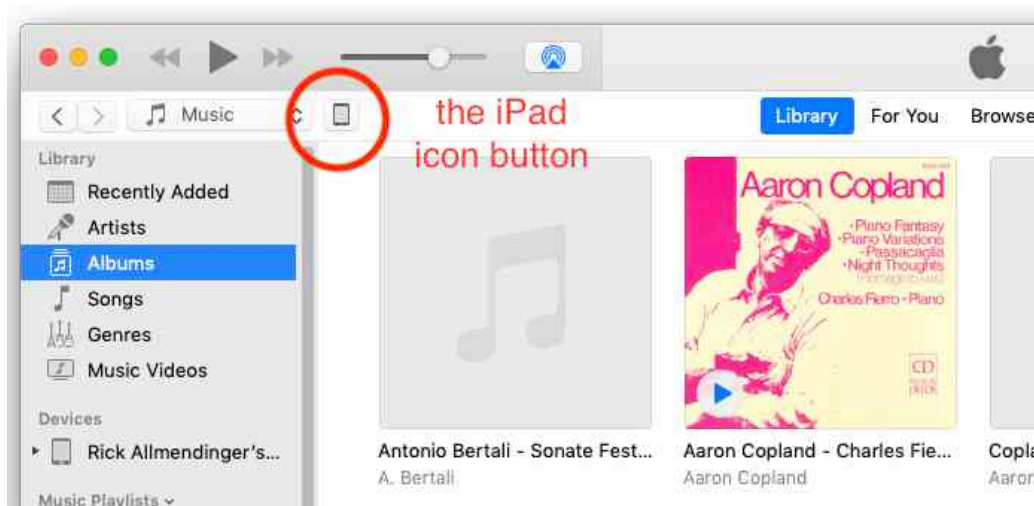 Music
the iPad
icon button
Library For You Browse
Library
Recently Added
Artists
Albums
Songs
Genres
Music Videos
Devices
Rick Allmendinger's...
Music Playlists
Aaron Copland
•Piano Fantasy
•Piano Variations
•Passacaglia
•Night Thoughts
Charles Fierro • Piano
CD
Antonio Bertali - Sonate Fest...
A. Bertali
Aaron Copland - Charles Fie...
Aaron Copland
Copla
Aaron